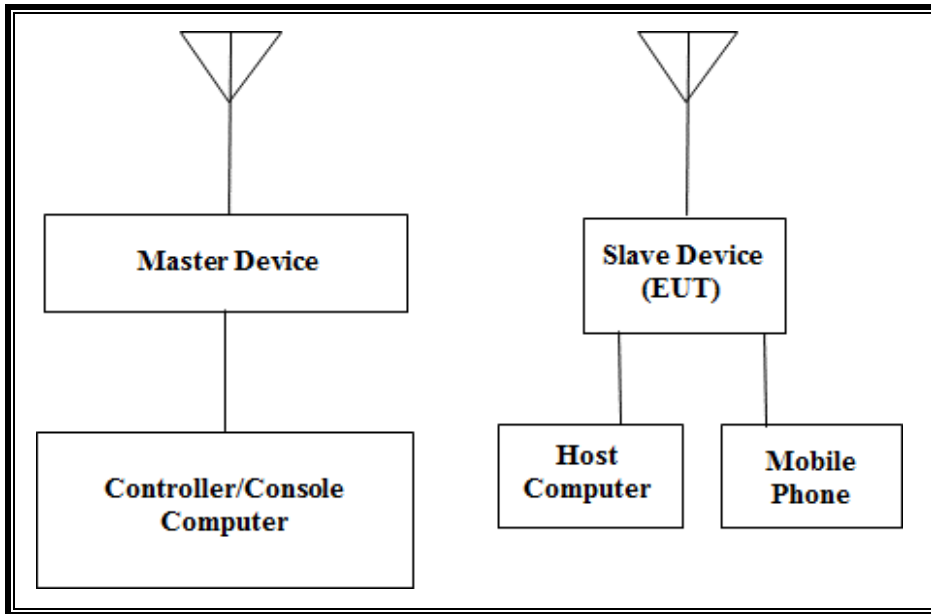 Master Device
Slave Device
(EUT)
Controller/Console
Computer
Host
Computer
Mobile
Phone